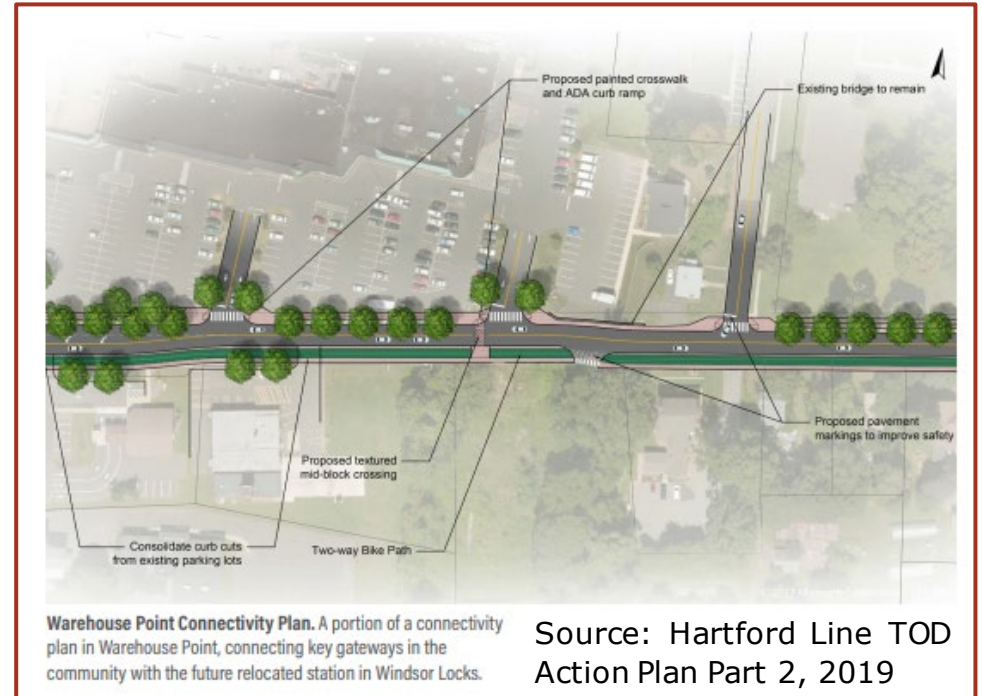 Proposed painted crosswalk
and ADA curb ramp
Existing bridge to remain
Proposed pavement
markings to improve safety
Proposed textured
mid-block crossing
Consolidate curb cuts
from existing parking lots
Two-way Bike Path
Warehouse Point Connectivity Plan. A portion of a connectivity
plan in Warehouse Point, connecting key gateways in the
community with the future relocated station in Windsor Locks.
Source: Hartford Line TOD
Action Plan Part 2, 2019